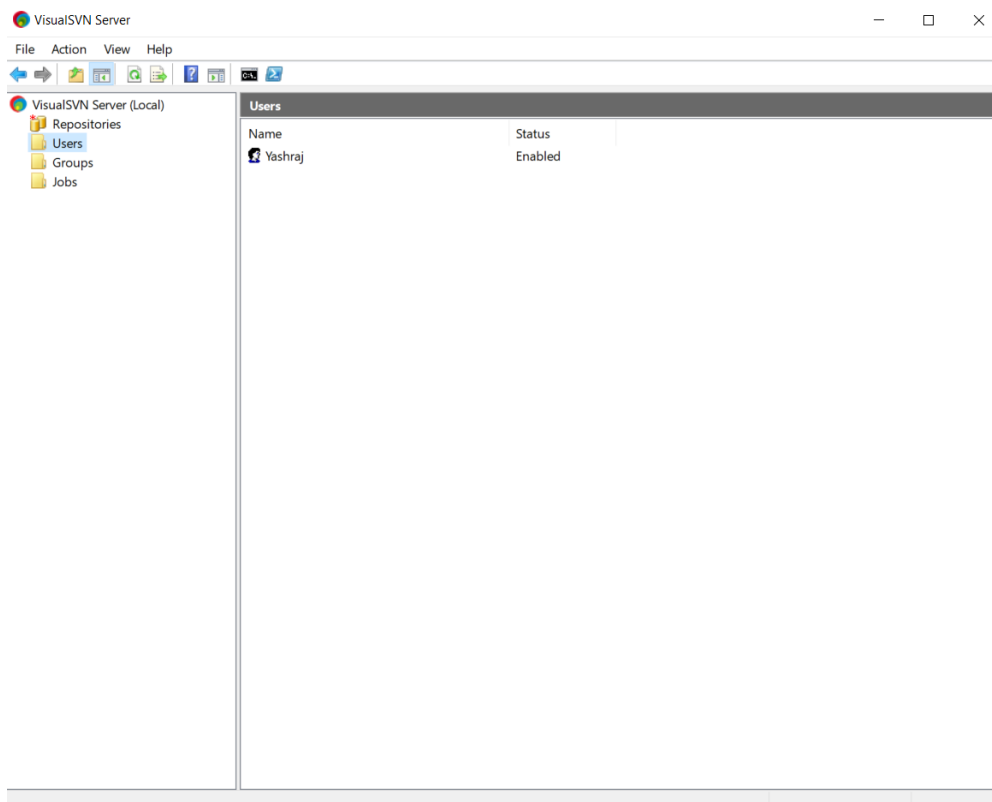 VisualSVN Server
File Action View Help
VisualSVN Server (Local)
Repositories
Users
Groups
Jobs
Users
Name Status
Yashraj Enabled